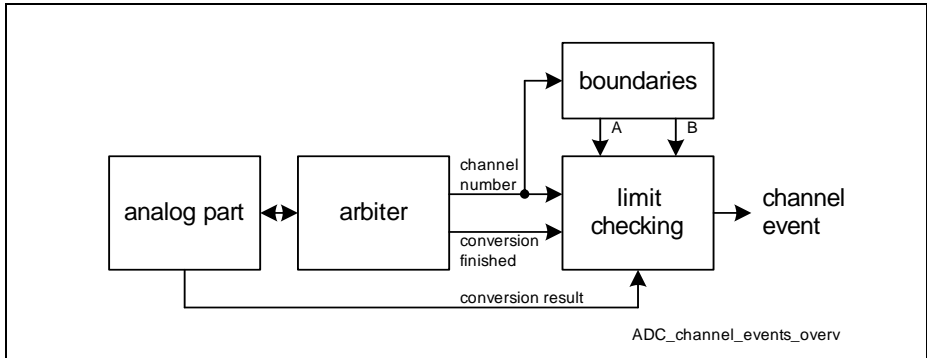 boundaries
A
B
analog part
arbiter
channel
number
conversion
finished
limit
checking
channel
event
conversion result
ADC_channel_events_overv